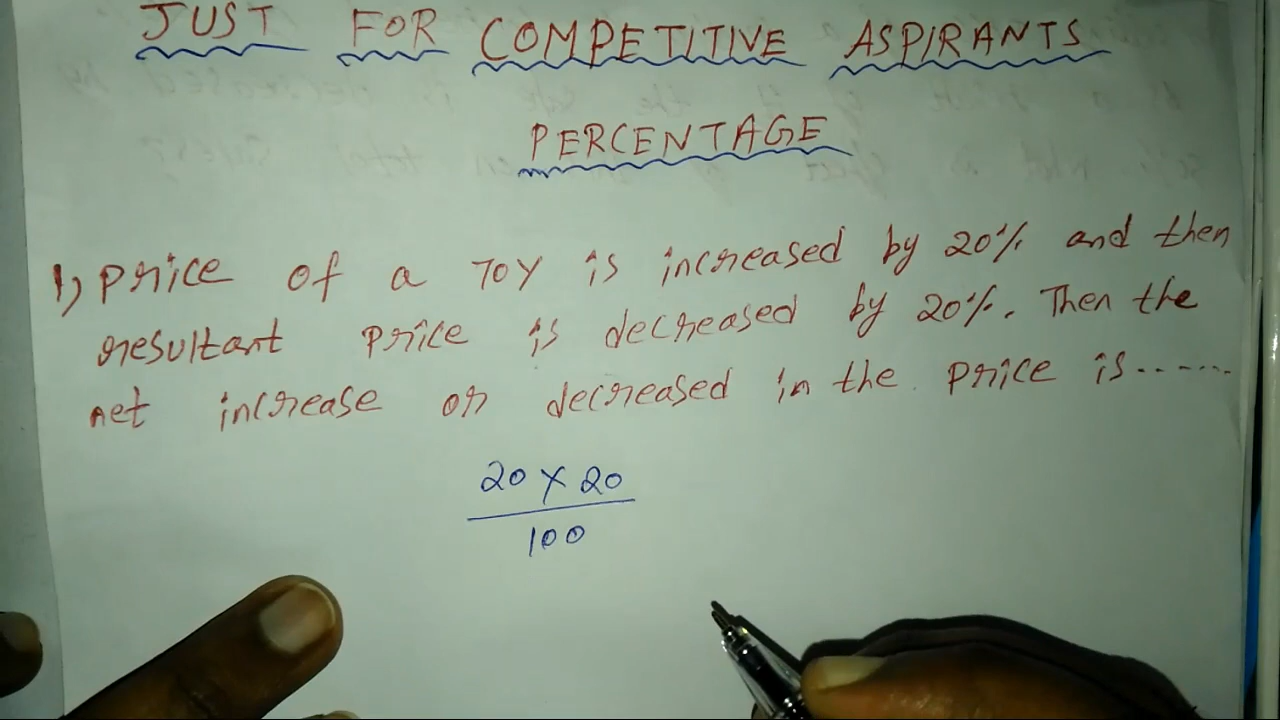 JUST FOR COMPETITIVE ASPIRANTS
PERCENTAGE
1) Price of a TOY is increased by 20% and then
resultant price is decreased by 20%. Then the
net increase or decreased in the price is......
20 X 20
100